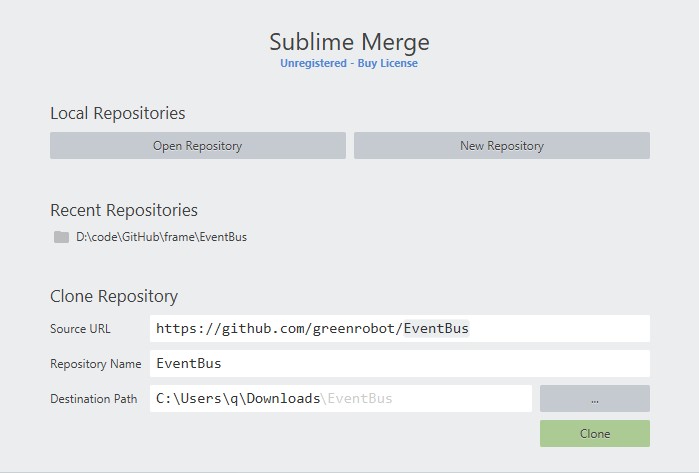 Sublime Merge
Unregistered - Buy License
Local Repositories
Open Repository New Repository
Recent Repositories
D:\code\GitHub\frame\EventBus
Clone Repository
Source URL https://github.com/greenrobot/EventBus
Repository Name EventBus
Destination Path C:\Users\q\Downloads\EventBus ...
Clone